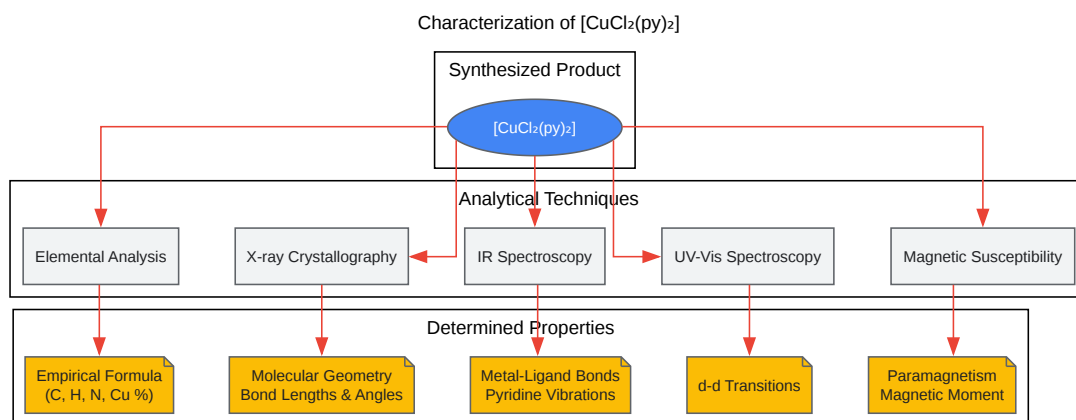 Characterization of [CuCl₂(py)₂]
Synthesized Product
[CuCl₂(py)₂]
Analytical Techniques
Elemental Analysis
X-ray Crystallography
IR Spectroscopy
UV-Vis Spectroscopy
Magnetic Susceptibility
Determined Properties
Empirical Formula
(C, H, N, Cu %)
Molecular Geometry
Bond Lengths & Angles
Metal-Ligand Bonds
Pyridine Vibrations
d-d Transitions
Paramagnetism
Magnetic Moment